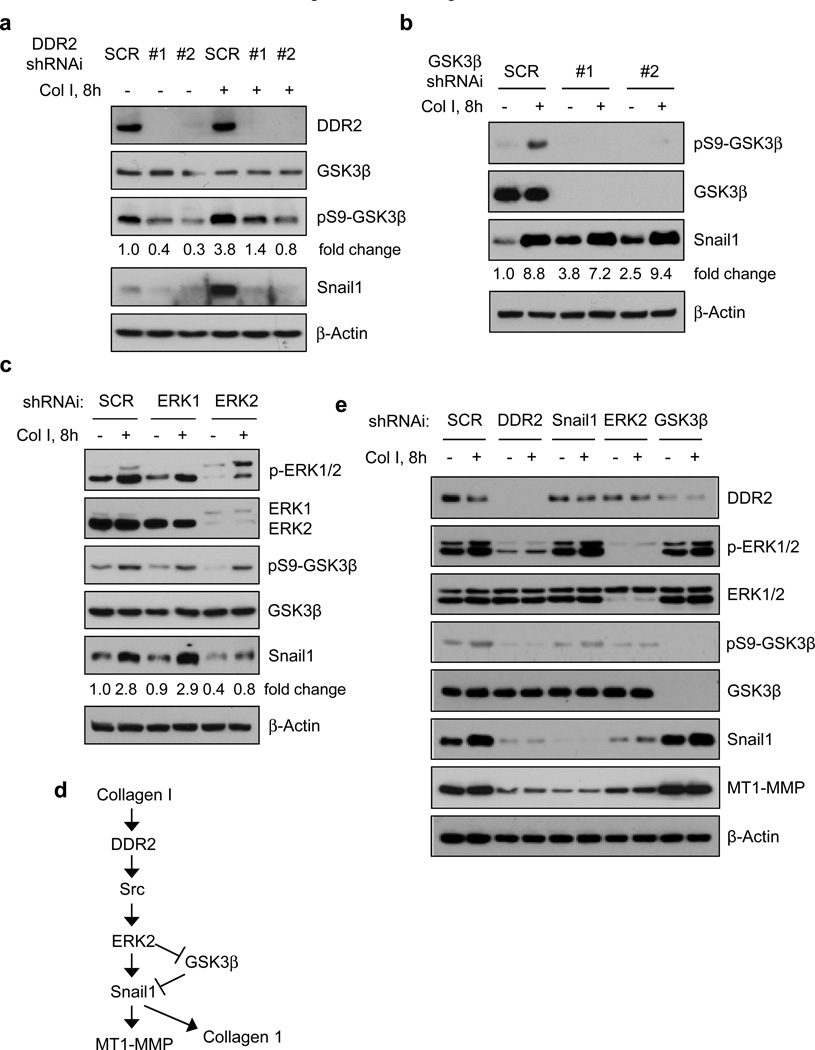 a
DDR2 shRNAi SCR #1 #2 SCR #1 #2
Col I, 8h - - - + + +
DDR2
GSK3β
pS9-GSK3β
1.0 0.4 0.3 3.8 1.4 0.8 fold change
Snail1
β-Actin
b
GSK3β shRNAi SCR #1 #2
Col I, 8h - + - + - +
pS9-GSK3β
GSK3β
Snail1
1.0 8.8 3.8 7.2 2.5 9.4 fold change
β-Actin
c
shRNAi: SCR ERK1 ERK2
Col I, 8h - + - + - +
p-ERK1/2
ERK1
ERK2
pS9-GSK3β
GSK3β
Snail1
1.0 2.8 0.9 2.9 0.4 0.8 fold change
β-Actin
d
Collagen I
DDR2
Src
ERK2
GSK3β
Snail1
MT1-MMP
Collagen 1
e
shRNAi: SCR DDR2 Snail1 ERK2 GSK3β
Col I, 8h - + - + - + - + - +
DDR2
p-ERK1/2
ERK1/2
pS9-GSK3β
GSK3β
Snail1
MT1-MMP
β-Actin